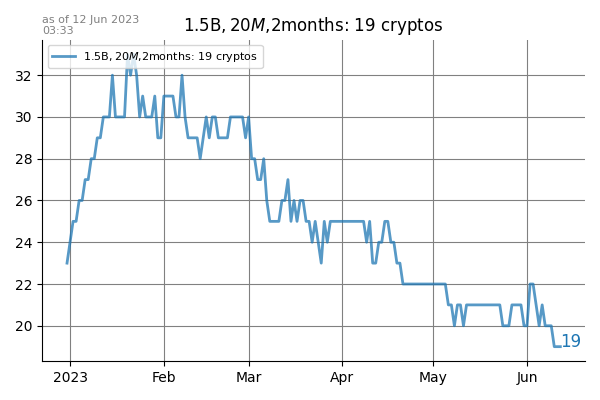 as of 12 Jun 2023
03:33
1.5B, 20M,2months: 19 cryptos
1.5B, 20M,2months: 19 cryptos
32
30
28
26
24
22
20
19
2023 Feb Mar Apr May Jun